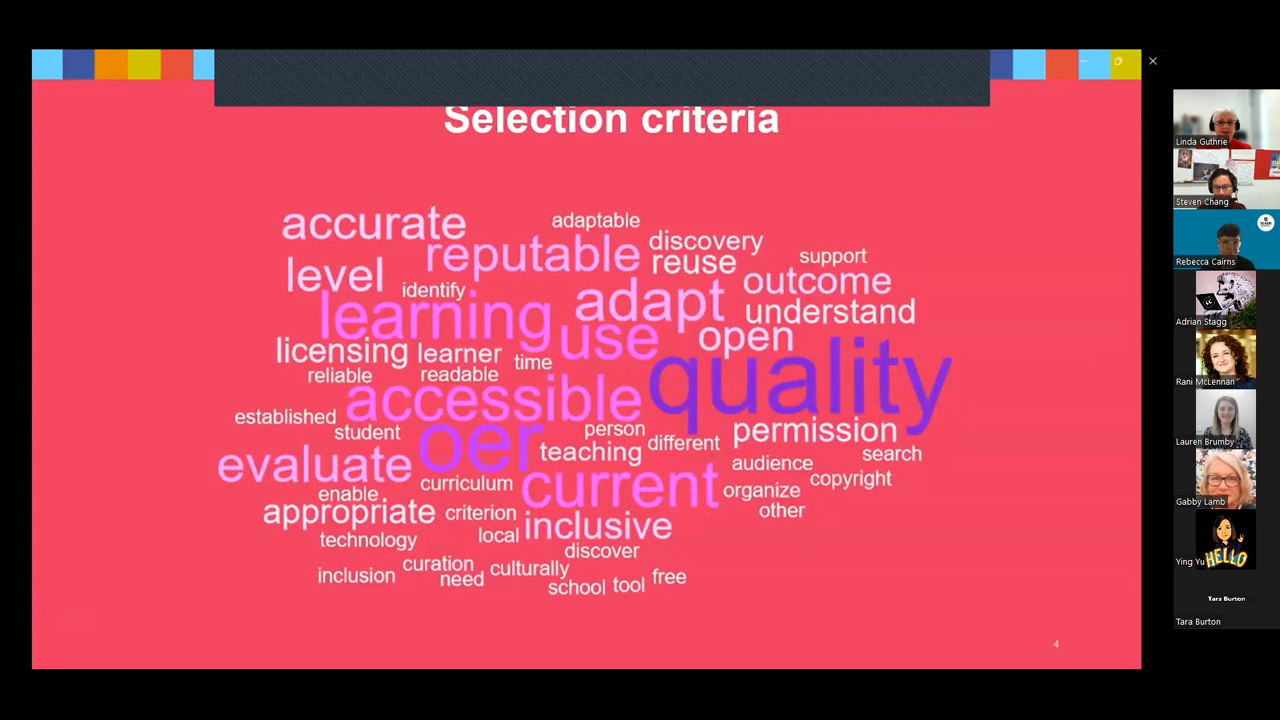 Selection criteria
accurate
adaptable
reputable
discovery
reuse
support
level
identify
outcome
learning
adapt
understand
use
open
licensing
learner
time
quality
reliable
readable
accessible
established
student
person
different
permission
oer
teaching
search
evaluate
audience
enable
curriculum
current
organize
copyright
appropriate
criterion
other
technology
local
inclusive
discover
inclusion
curation
need
culturally
school
tool
free
4
Linda Guthrie
Steven Chang
Rebecca Cairns
Adrian Stagg
Rani McLennan
Lauren Brumby
Gabby Lamb
Ying Yu
HELLO
Tara Burton
Tara Burton